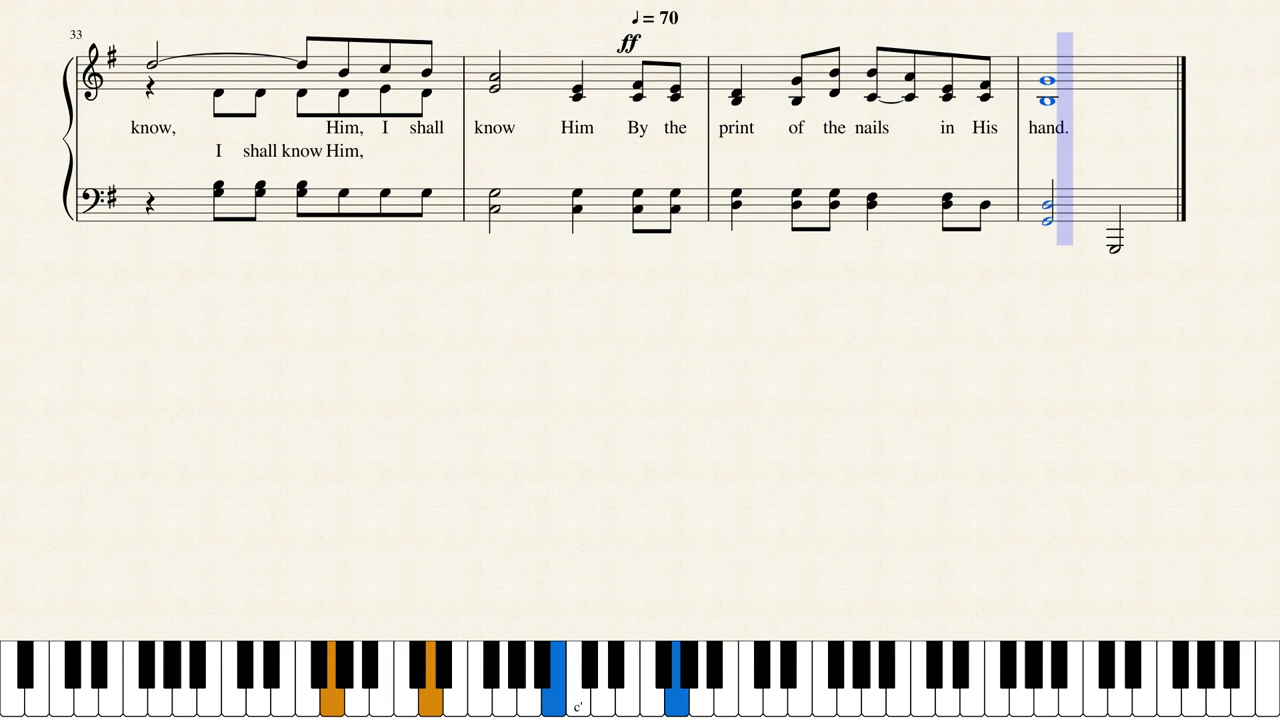 ♩ = 70
33
ff
know, Him, I shall know Him By the print of the nails in His hand.
I shall know Him,
c'